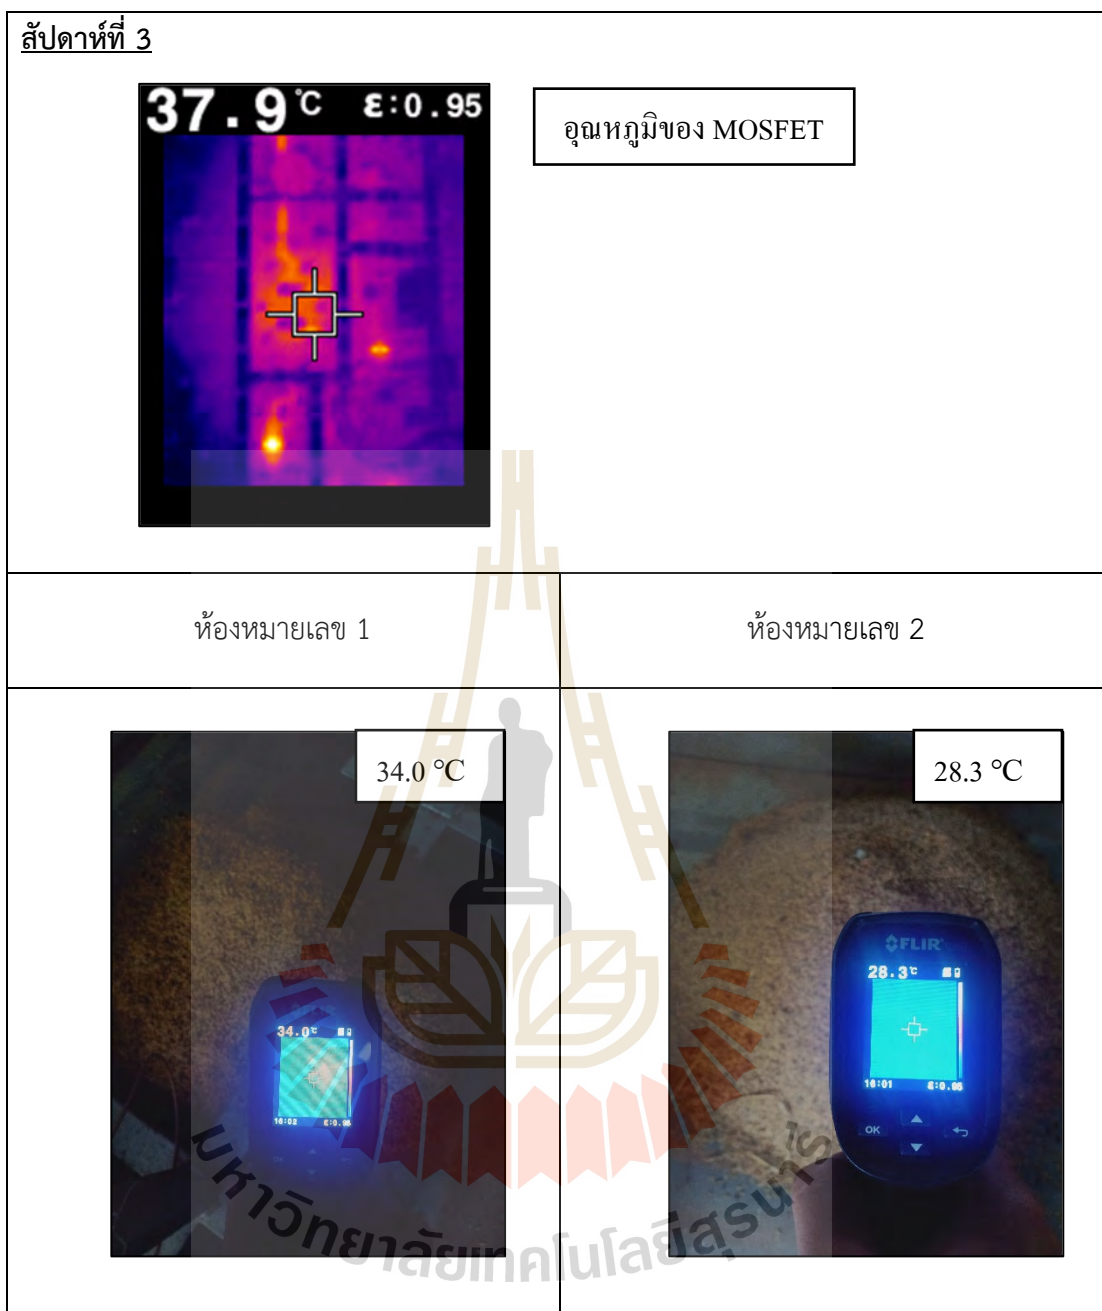 สัปดาห์ที่ 3
37.9°C ε:0.95
อุณหภูมิของ MOSFET
ห้องหมายเลข 1
ห้องหมายเลข 2
34.0 °C
34.0°C
16:02 ε:0.95
28.3 °C
FLIR
28.3°C
16:01 ε:0.95
OK
มหาวิทยาลัยเทคโนโลยีสุรนารี